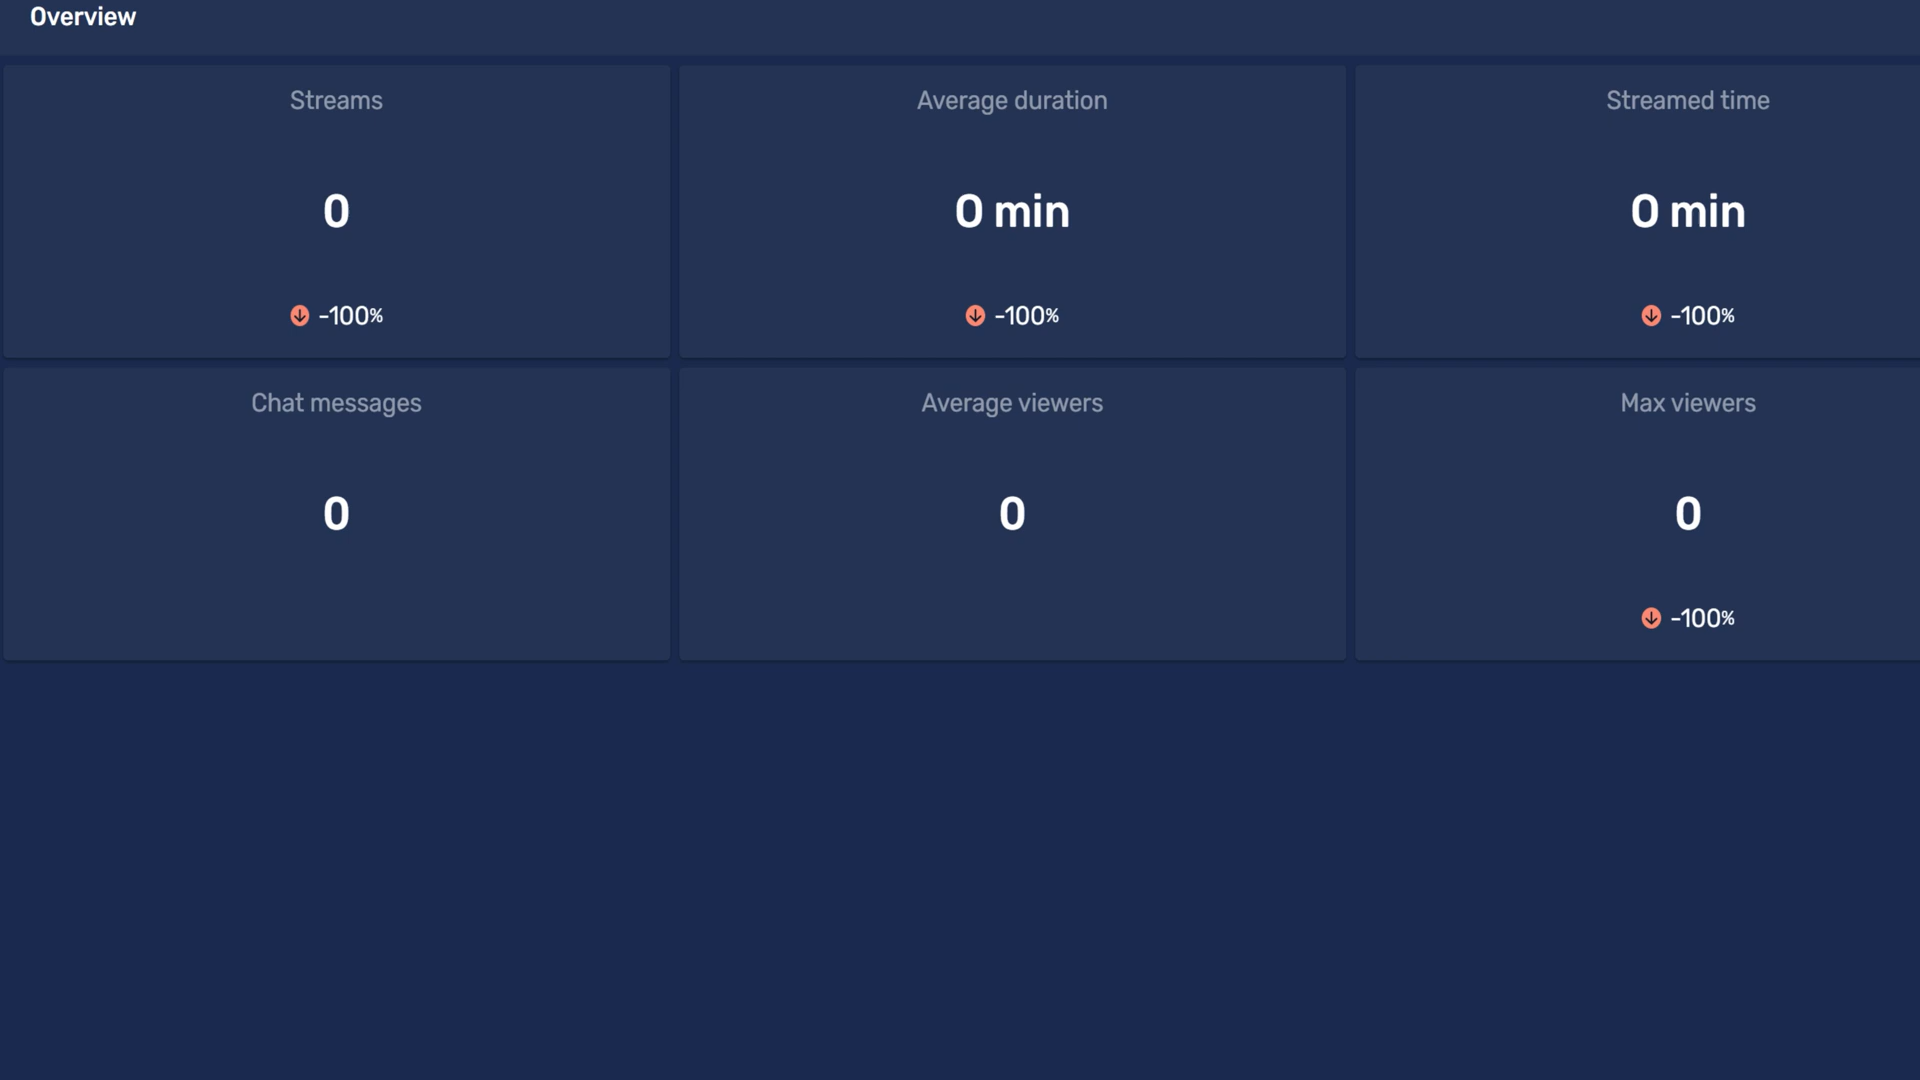 Overview
Streams
Average duration
Streamed time
0
0 min
0 min
-100%
-100%
-100%
Chat messages
Average viewers
Max viewers
0
0
0
-100%